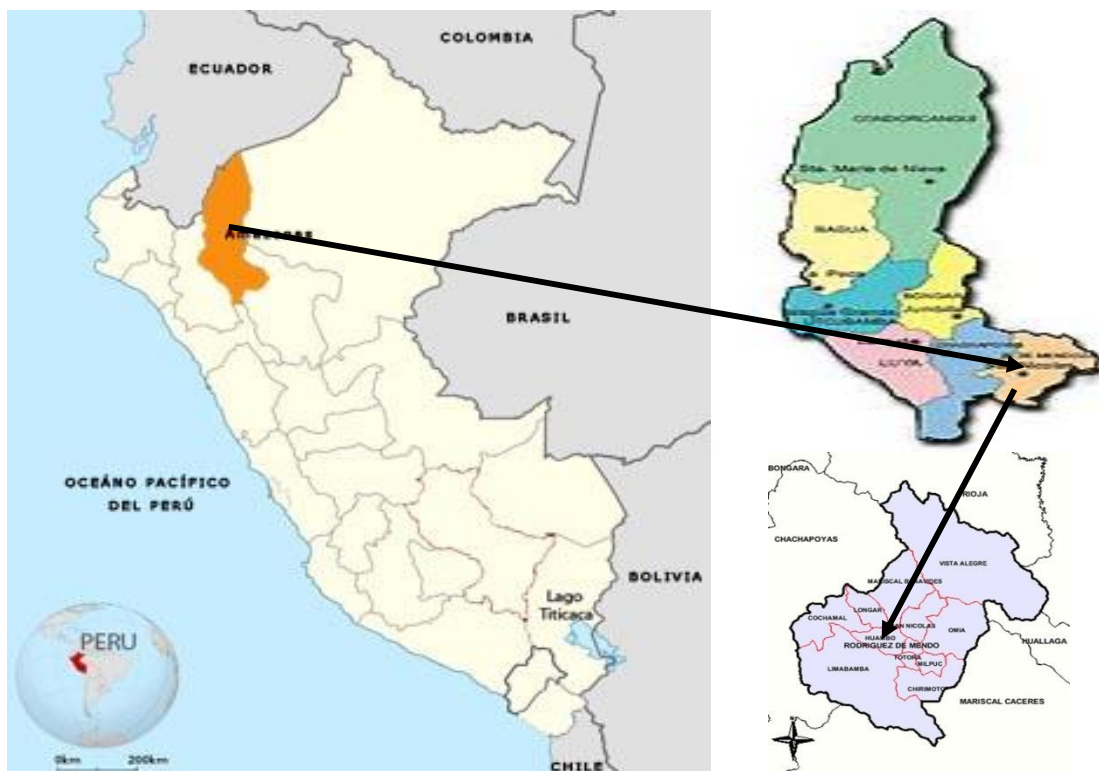 COLOMBIA
ECUADOR
BRASIL
OCEÁNO PACÍFICO
DEL PERÚ
BOLIVIA
Lago
Titicaca
PERU
0km
200km
CHILE
CONDORCANQUI
Sta. Maria de Nieva
BAGUA
LUYA
BONGARA
CHACHAPOYAS
RIOJA
VISTA ALEGRE
MARISCAL BENAVIDES
LONGAR
COCHAMAL
SAN NICOLAS
OMIA
HUAMBO
RODRIGUEZ DE MENDO
HUALLAGA
TOTORA
MILPUC
LIMABAMBA
CHIRIMOTO
MARISCAL CACERES